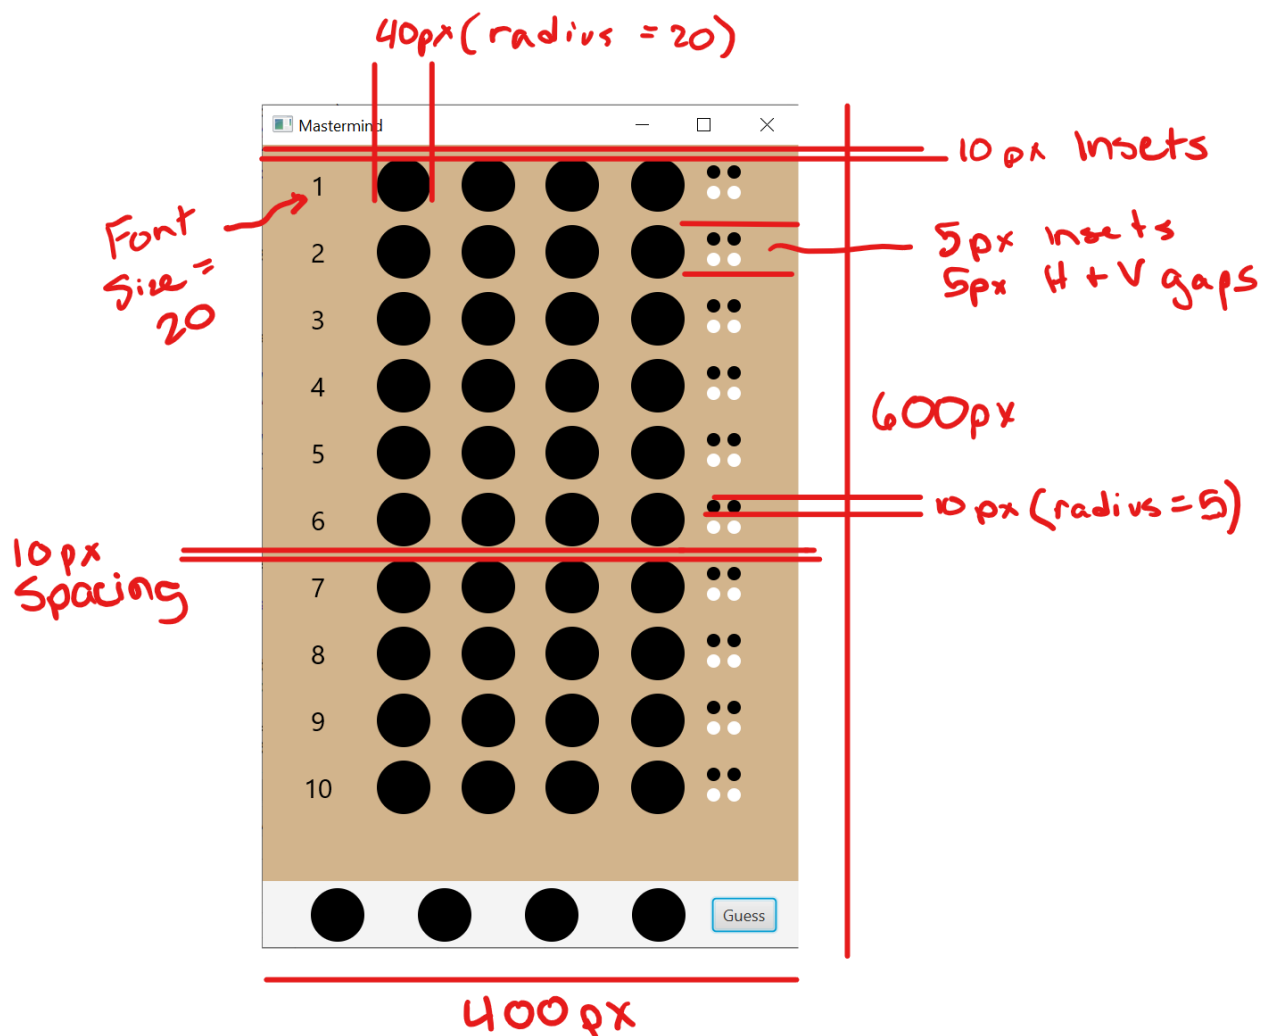 40px (radius = 20)
Mastermind
10 px Insets
1
Font
Size =
20
2
5px insets
5px H + V gaps
3
4
600px
5
6
10 px (radius = 5)
10 px
Spacing
7
8
9
10
Guess
400px